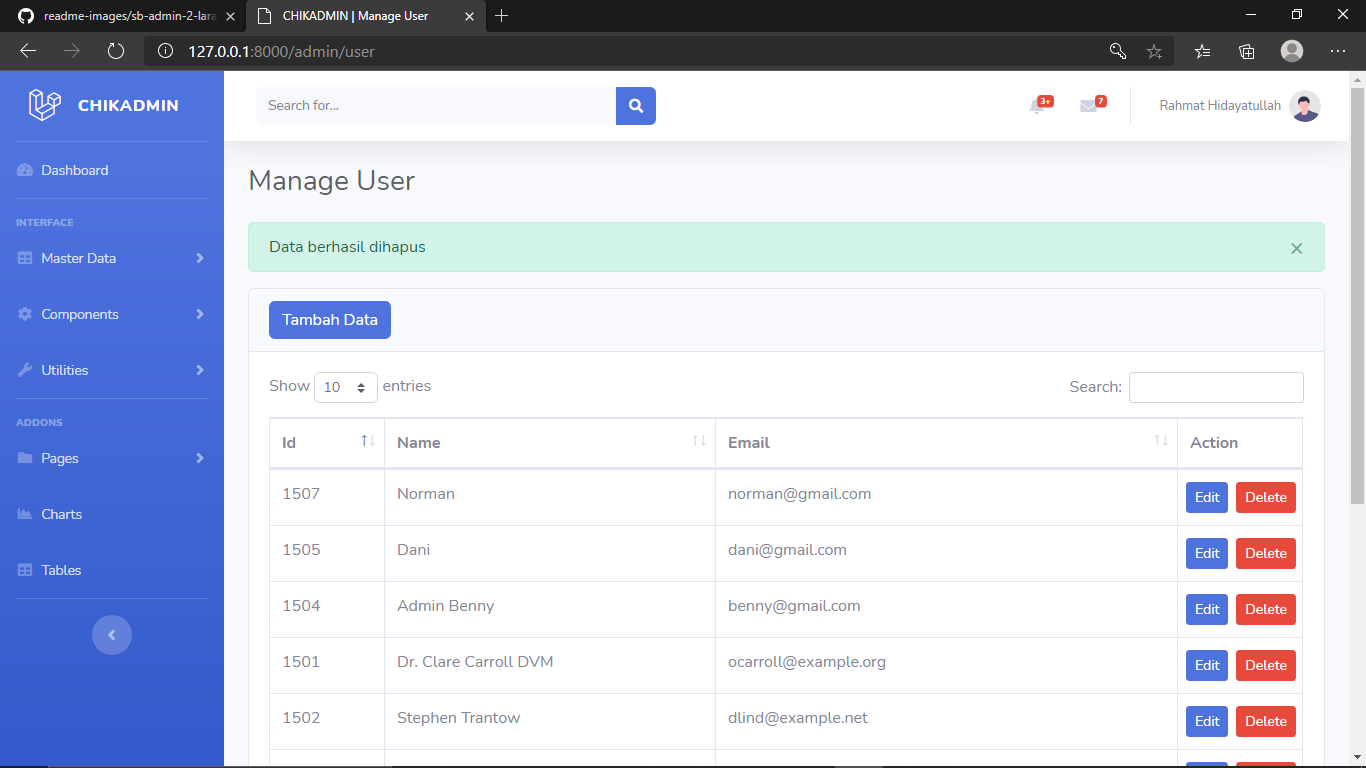 readme-images/sb-admin-2-lara
CHIKADMIN | Manage User
127.0.0.1:8000/admin/user
CHIKADMIN
Search for...
3+
7
Rahmat Hidayatullah
Dashboard
INTERFACE
Master Data
Components
Utilities
ADDONS
Pages
Charts
Tables
Manage User
Data berhasil dihapus
×
Tambah Data
Show 10 entries
Search:
Id Name Email Action
1507 Norman norman@gmail.com Edit Delete
1505 Dani dani@gmail.com Edit Delete
1504 Admin Benny benny@gmail.com Edit Delete
1501 Dr. Clare Carroll DVM ocarroll@example.org Edit Delete
1502 Stephen Trantow dlind@example.net Edit Delete